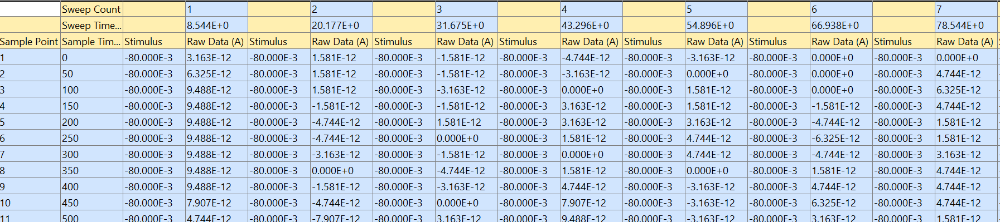 Sweep Count 1 2 3 4 5 6 7
Sweep Time... 8.544E+0 20.177E+0 31.675E+0 43.296E+0 54.896E+0 66.938E+0 78.544E+0
Sample Point Sample Tim... Stimulus Raw Data (A) Stimulus Raw Data (A) Stimulus Raw Data (A) Stimulus Raw Data (A) Stimulus Raw Data (A) Stimulus Raw Data (A) Stimulus Raw Data (A)
1 0 -80.000E-3 3.163E-12 -80.000E-3 1.581E-12 -80.000E-3 -1.581E-12 -80.000E-3 -4.744E-12 -80.000E-3 -3.163E-12 -80.000E-3 0.000E+0 -80.000E-3 0.000E+0
2 50 -80.000E-3 6.325E-12 -80.000E-3 1.581E-12 -80.000E-3 -1.581E-12 -80.000E-3 -3.163E-12 -80.000E-3 0.000E+0 -80.000E-3 0.000E+0 -80.000E-3 4.744E-12
3 100 -80.000E-3 9.488E-12 -80.000E-3 1.581E-12 -80.000E-3 -3.163E-12 -80.000E-3 0.000E+0 -80.000E-3 1.581E-12 -80.000E-3 0.000E+0 -80.000E-3 6.325E-12
4 150 -80.000E-3 9.488E-12 -80.000E-3 -1.581E-12 -80.000E-3 -1.581E-12 -80.000E-3 3.163E-12 -80.000E-3 1.581E-12 -80.000E-3 -1.581E-12 -80.000E-3 4.744E-12
5 200 -80.000E-3 9.488E-12 -80.000E-3 -4.744E-12 -80.000E-3 1.581E-12 -80.000E-3 3.163E-12 -80.000E-3 3.163E-12 -80.000E-3 -4.744E-12 -80.000E-3 1.581E-12
6 250 -80.000E-3 9.488E-12 -80.000E-3 -4.744E-12 -80.000E-3 0.000E+0 -80.000E-3 1.581E-12 -80.000E-3 4.744E-12 -80.000E-3 -6.325E-12 -80.000E-3 1.581E-12
7 300 -80.000E-3 9.488E-12 -80.000E-3 -3.163E-12 -80.000E-3 -1.581E-12 -80.000E-3 0.000E+0 -80.000E-3 4.744E-12 -80.000E-3 -4.744E-12 -80.000E-3 3.163E-12
8 350 -80.000E-3 9.488E-12 -80.000E-3 0.000E+0 -80.000E-3 -4.744E-12 -80.000E-3 1.581E-12 -80.000E-3 0.000E+0 -80.000E-3 1.581E-12 -80.000E-3 4.744E-12
9 400 -80.000E-3 9.488E-12 -80.000E-3 -1.581E-12 -80.000E-3 -3.163E-12 -80.000E-3 4.744E-12 -80.000E-3 -3.163E-12 -80.000E-3 4.744E-12 -80.000E-3 4.744E-12
10 450 -80.000E-3 7.907E-12 -80.000E-3 -4.744E-12 -80.000E-3 0.000E+0 -80.000E-3 7.907E-12 -80.000E-3 -3.163E-12 -80.000E-3 6.325E-12 -80.000E-3 4.744E-12
11 500 -80.000E-3 4.744E-12 -80.000E-3 -7.907E-12 -80.000E-3 3.163E-12 -80.000E-3 9.488E-12 -80.000E-3 -3.163E-12 -80.000E-3 3.163E-12 -80.000E-3 1.581E-12